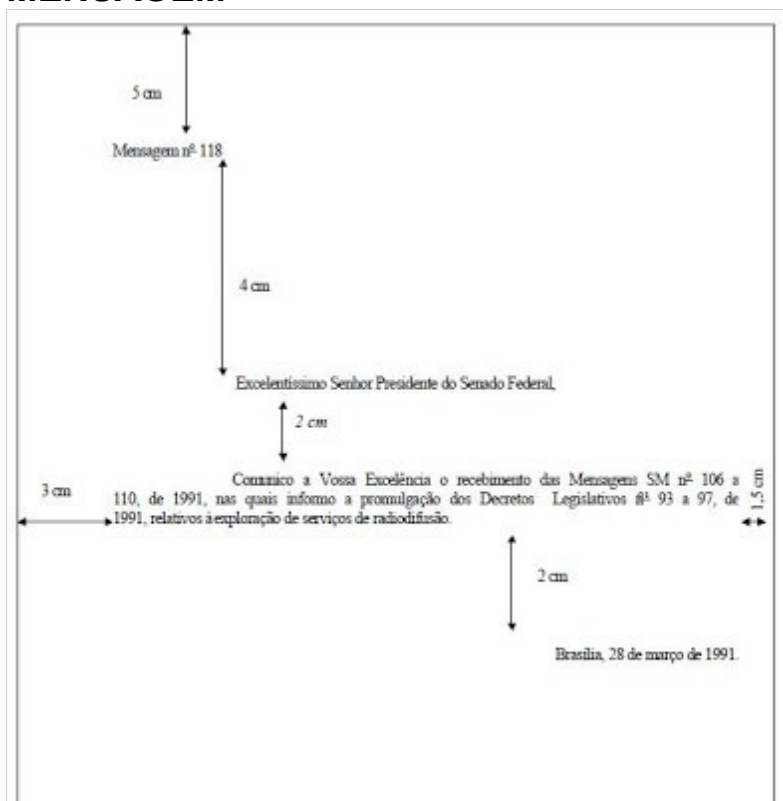 5 cm
Mensagem nº 118
4 cm
Excelentíssimo Senhor Presidente do Senado Federal,
2 cm
Comunico a Vossa Excelência o recebimento das Mensagens SM nº 106 a
110, de 1991, nas quais informo a promulgação dos Decretos Legislativos nº 93 a 97, de
1991, relativos à exploração de serviços de radiodifusão.
3 cm
1,5 cm
2 cm
Brasília, 28 de março de 1991.